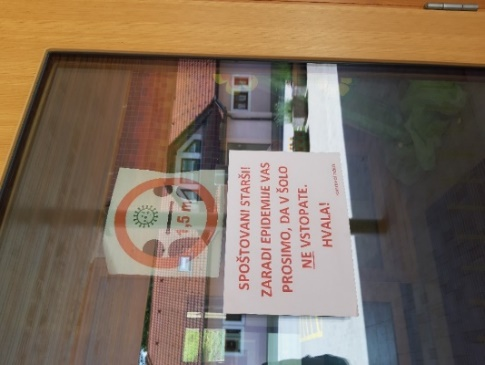 1,5 m
SPOŠTOVANI STARŠI!
ZARADI EPIDEMIJE VAS
PROSIMO, DA V ŠOLO
NE VSTOPATE.
HVALA!